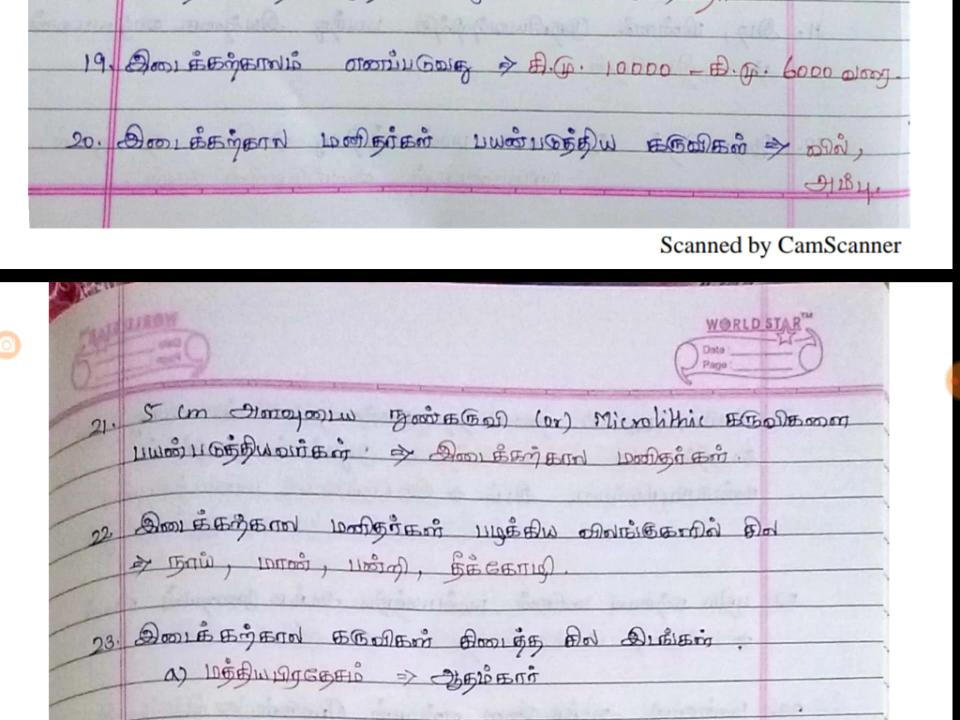 19. இடைக்கற்காலம் எனப்படுவது ⇒ கி.மு. 10000 - கி.மு. 6000 வரை.
20. இடைக்கற்கால மனிதர்கள் பயன்படுத்திய கருவிகள் ⇒ வில்,
அம்பு.
Scanned by CamScanner
WORLD STAR™
Date
Page
21. 5 cm அளவுடைய நுண்கருவி (or) Microlithic கருவிகளை
பயன்படுத்தியவர்கள் ⇒ இடைக்கற்கால மனிதர்கள்.
22. இடைக்கற்கால மனிதர்கள் பழக்கிய விலங்குகளில் சில
⇒ நாய், மான், பன்றி, தீக்கோழி.
23. இடைக்கற்கால கருவிகள் கிடைத்த சில இடங்கள்.
a) மத்தியபிரதேசம் ⇒ ஆதம்கார்